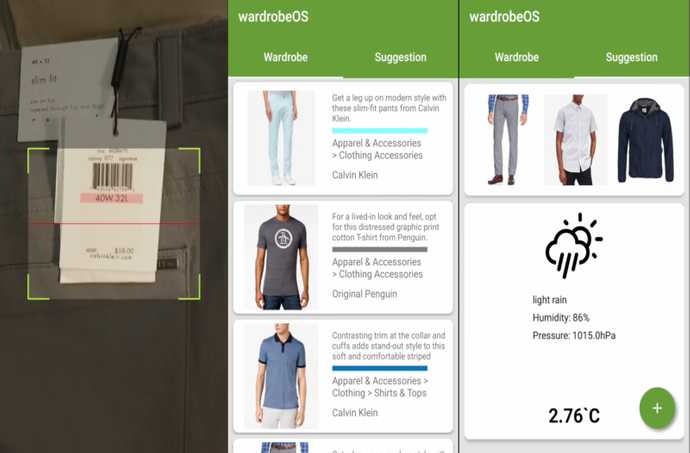 slim fit
40W 32L
$59.00
calvinklein.com
wardrobeOS
Wardrobe
Suggestion
Get a leg up on modern style with
these slim-fit pants from Calvin
Klein.
Apparel & Accessories
> Clothing Accessories
Calvin Klein
For a lived-in look and feel, opt
for this distressed graphic print
cotton T-shirt from Penguin.
Apparel & Accessories
> Clothing Accessories
Original Penguin
Contrasting trim at the collar and
cuffs adds stand-out style to this
soft and comfortable striped
Apparel & Accessories >
Clothing > Shirts & Tops
Calvin Klein
wardrobeOS
Wardrobe
Suggestion
light rain
Humidity: 86%
Pressure: 1015.0hPa
2.76`C
+